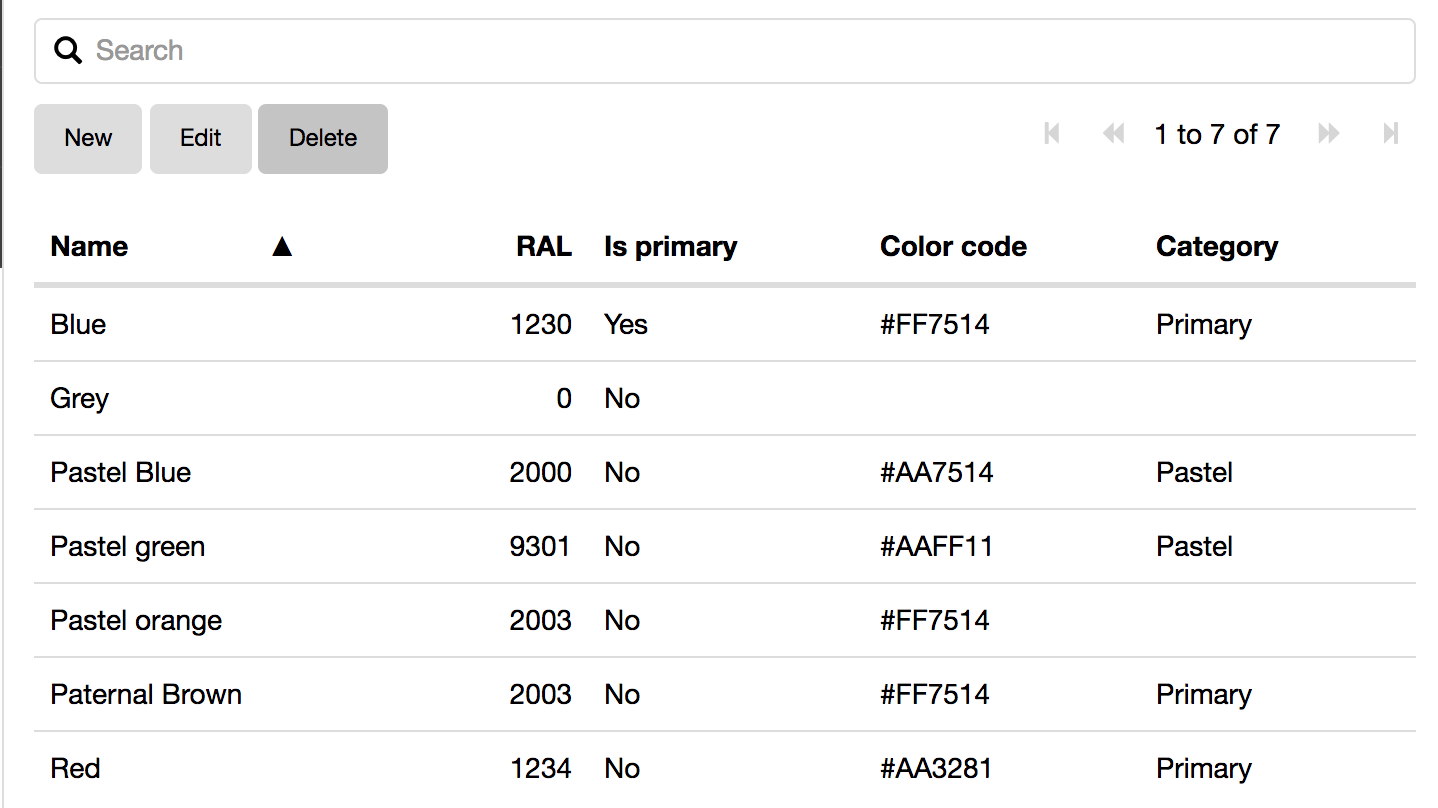 Search
New Edit Delete 1 to 7 of 7
Name ▲ RAL Is primary Color code Category
Blue 1230 Yes #FF7514 Primary
Grey 0 No
Pastel Blue 2000 No #AA7514 Pastel
Pastel green 9301 No #AAFF11 Pastel
Pastel orange 2003 No #FF7514
Paternal Brown 2003 No #FF7514 Primary
Red 1234 No #AA3281 Primary